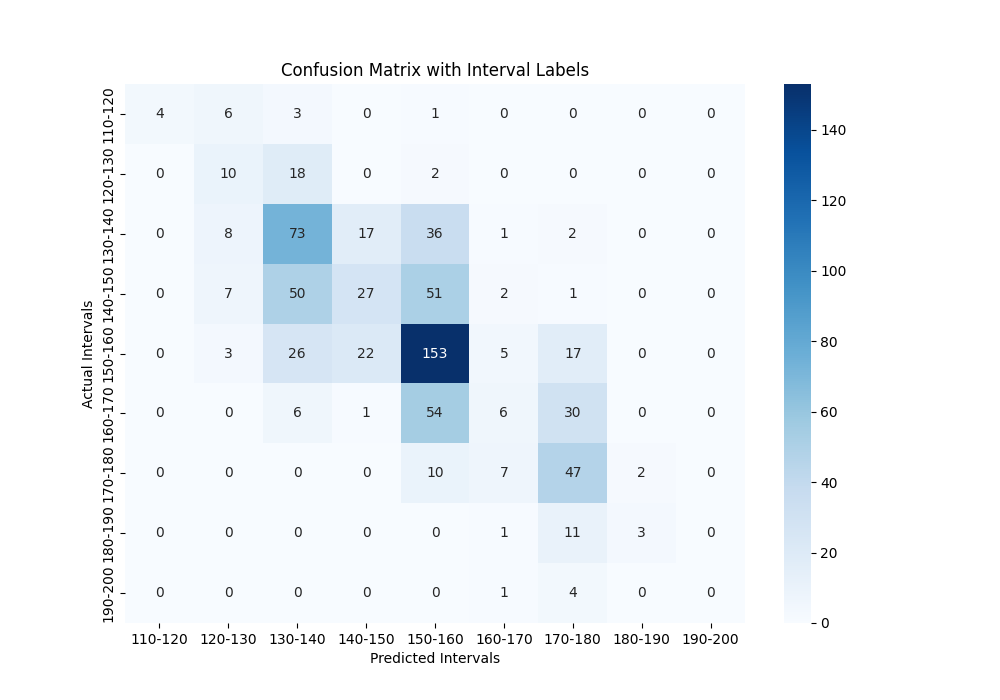 Confusion Matrix with Interval Labels
Actual Intervals
110-120 4 6 3 0 1 0 0 0 0
120-130 0 10 18 0 2 0 0 0 0
130-140 0 8 73 17 36 1 2 0 0
140-150 0 7 50 27 51 2 1 0 0
150-160 0 3 26 22 153 5 17 0 0
160-170 0 0 6 1 54 6 30 0 0
170-180 0 0 0 0 10 7 47 2 0
180-190 0 0 0 0 0 1 11 3 0
190-200 0 0 0 0 0 1 4 0 0
110-120 120-130 130-140 140-150 150-160 160-170 170-180 180-190 190-200
Predicted Intervals
140
120
100
80
60
40
20
0